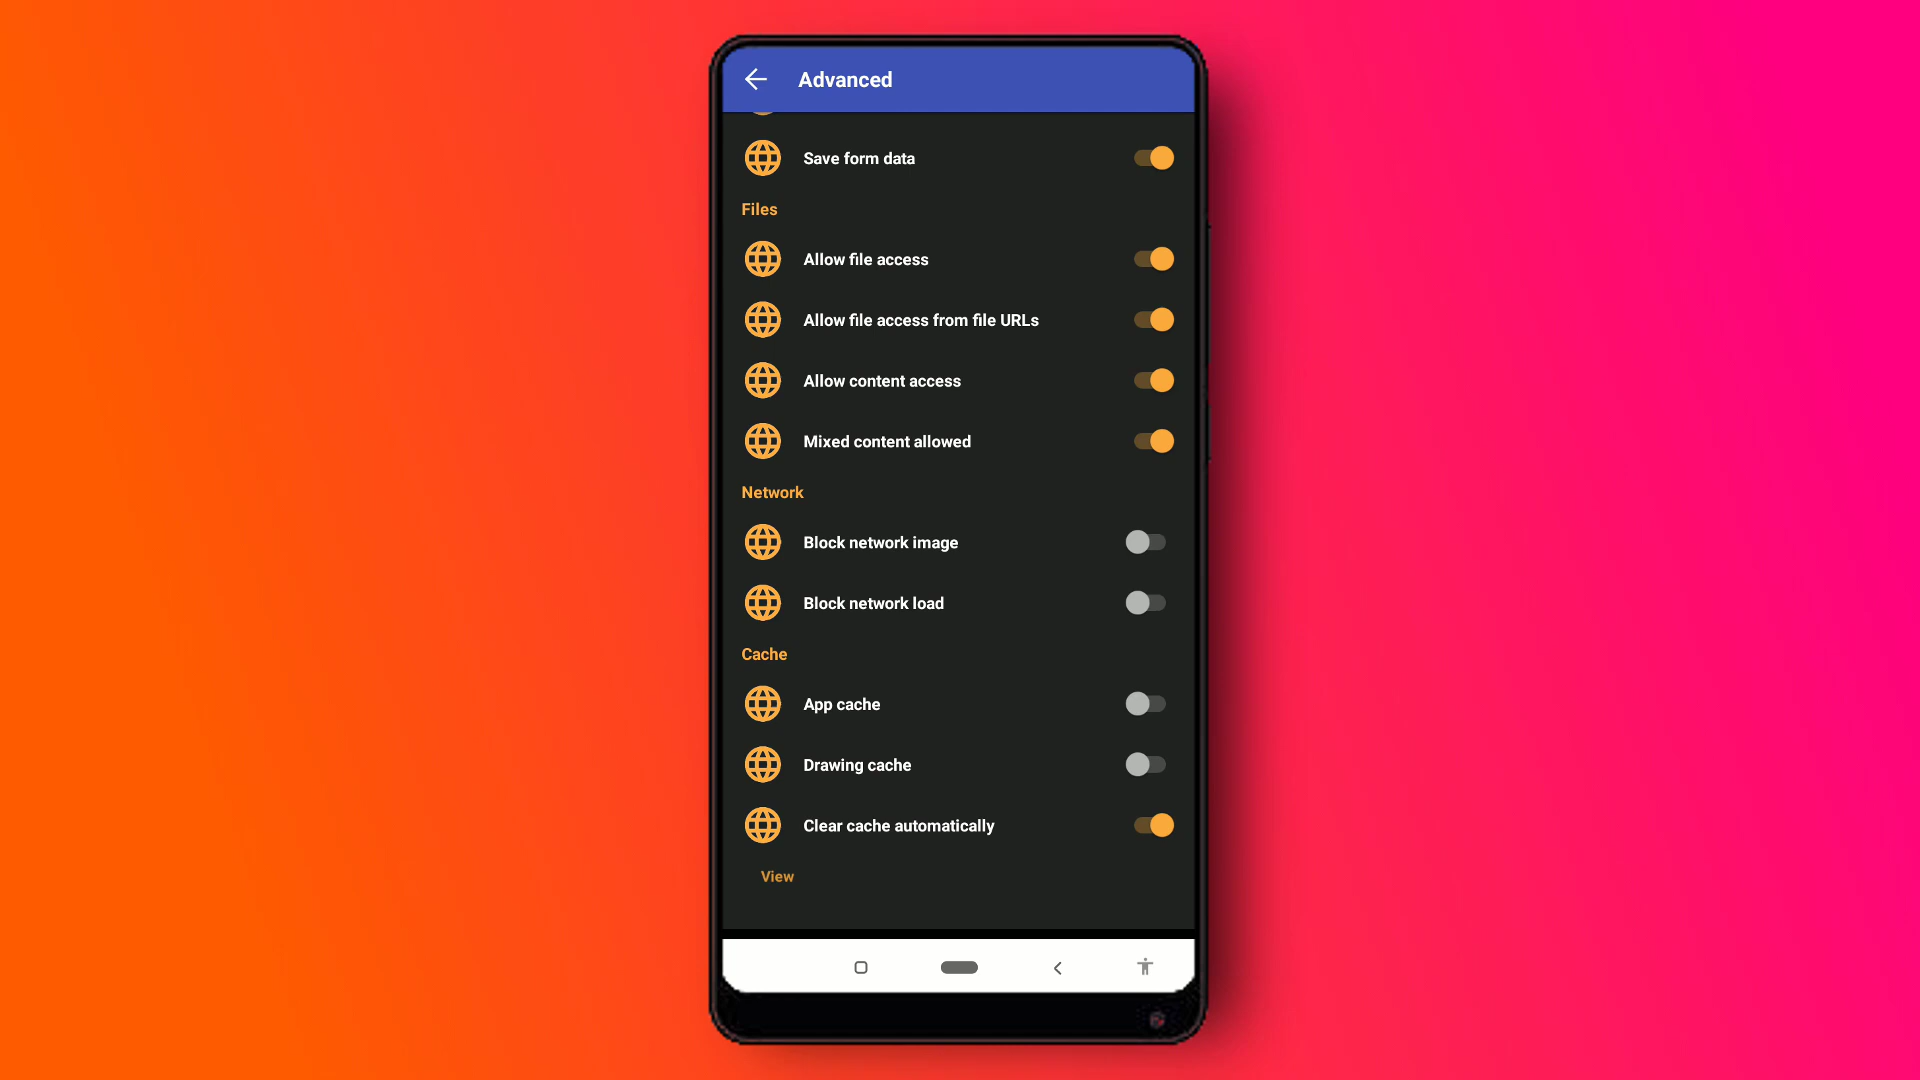 Advanced
Save form data
Files
Allow file access
Allow file access from file URLs
Allow content access
Mixed content allowed
Network
Block network image
Block network load
Cache
App cache
Drawing cache
Clear cache automatically
View